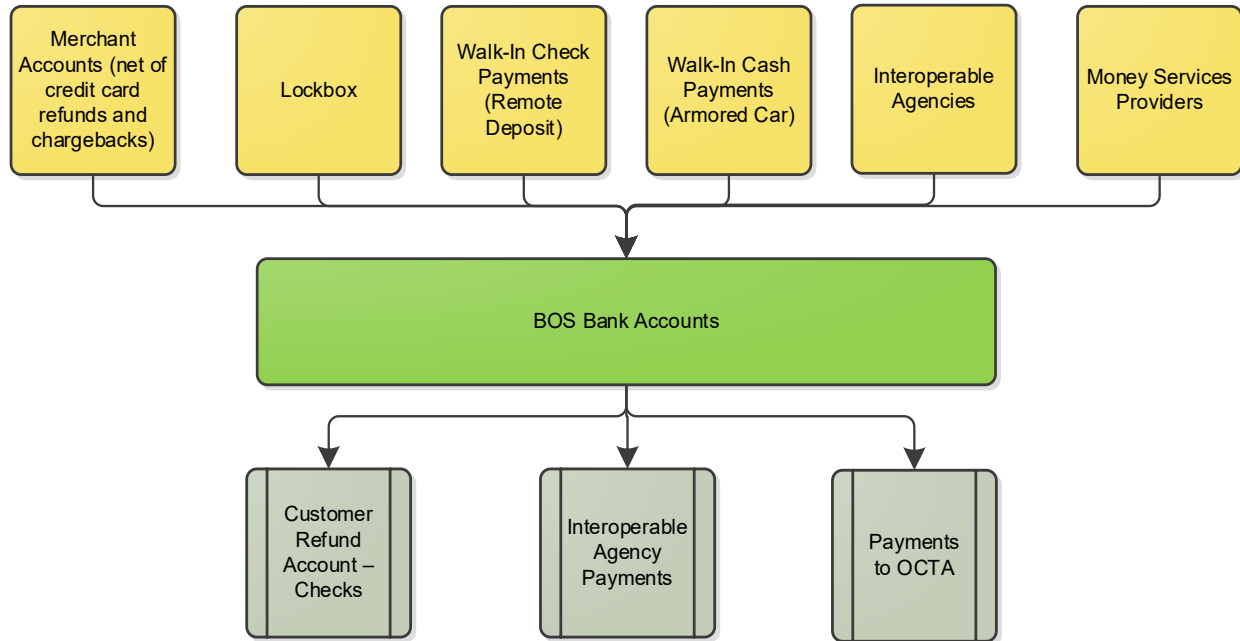 Merchant
Accounts (net of
credit card
refunds and
chargebacks)
Lockbox
Walk-In Check
Payments
(Remote
Deposit)
Walk-In Cash
Payments
(Armored Car)
Interoperable
Agencies
Money Services
Providers
BOS Bank Accounts
Customer
Refund
Account –
Checks
Interoperable
Agency
Payments
Payments
to OCTA